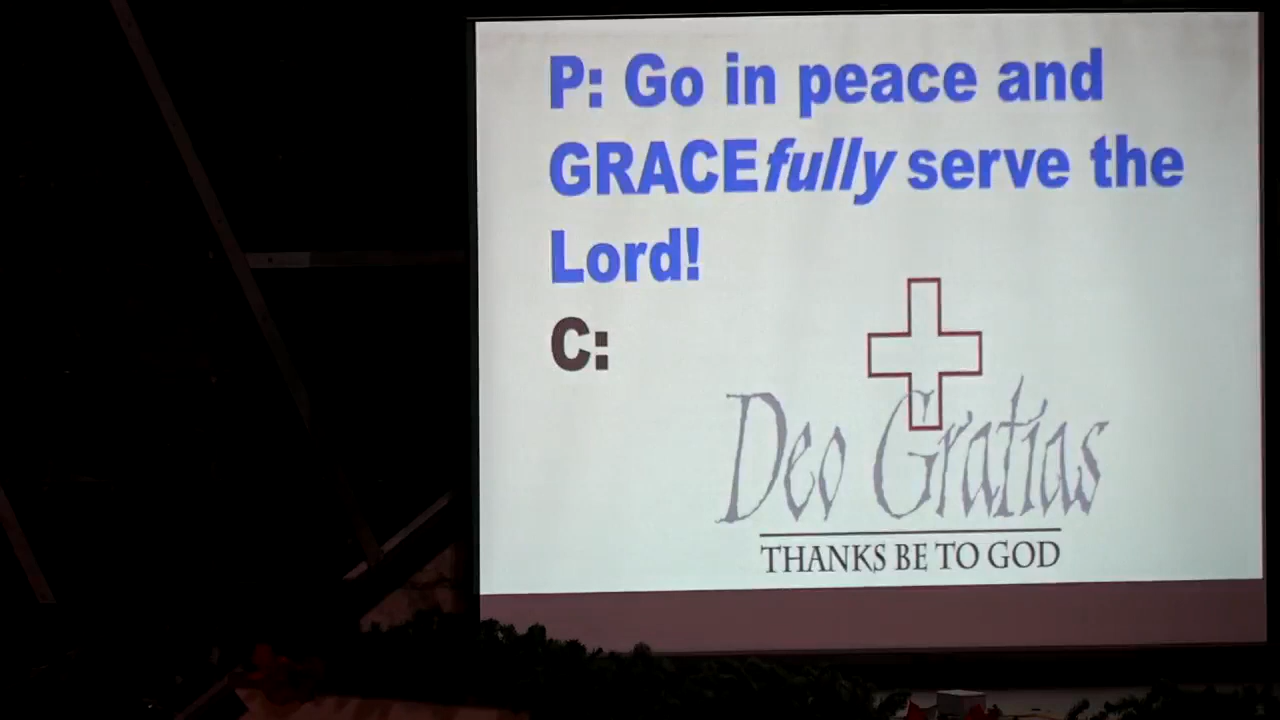 P: Go in peace and
GRACEfully serve the
Lord!
C:
Deo Gratias
THANKS BE TO GOD